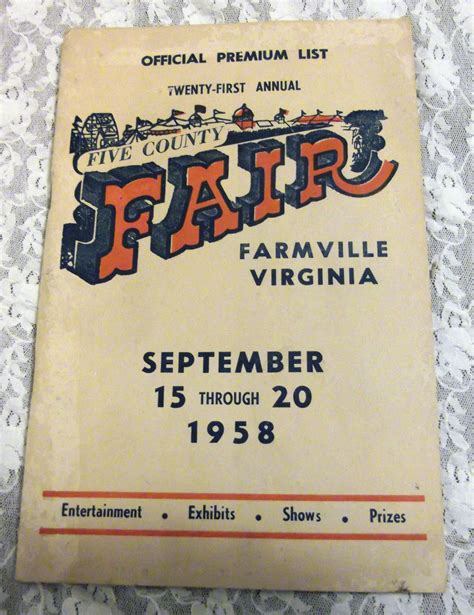 OFFICIAL PREMIUM LIST
TWENTY-FIRST ANNUAL
FIVE COUNTY
FAIR
FARMVILLE
VIRGINIA
SEPTEMBER
15 THROUGH 20
1958
Entertainment • Exhibits • Shows • Prizes